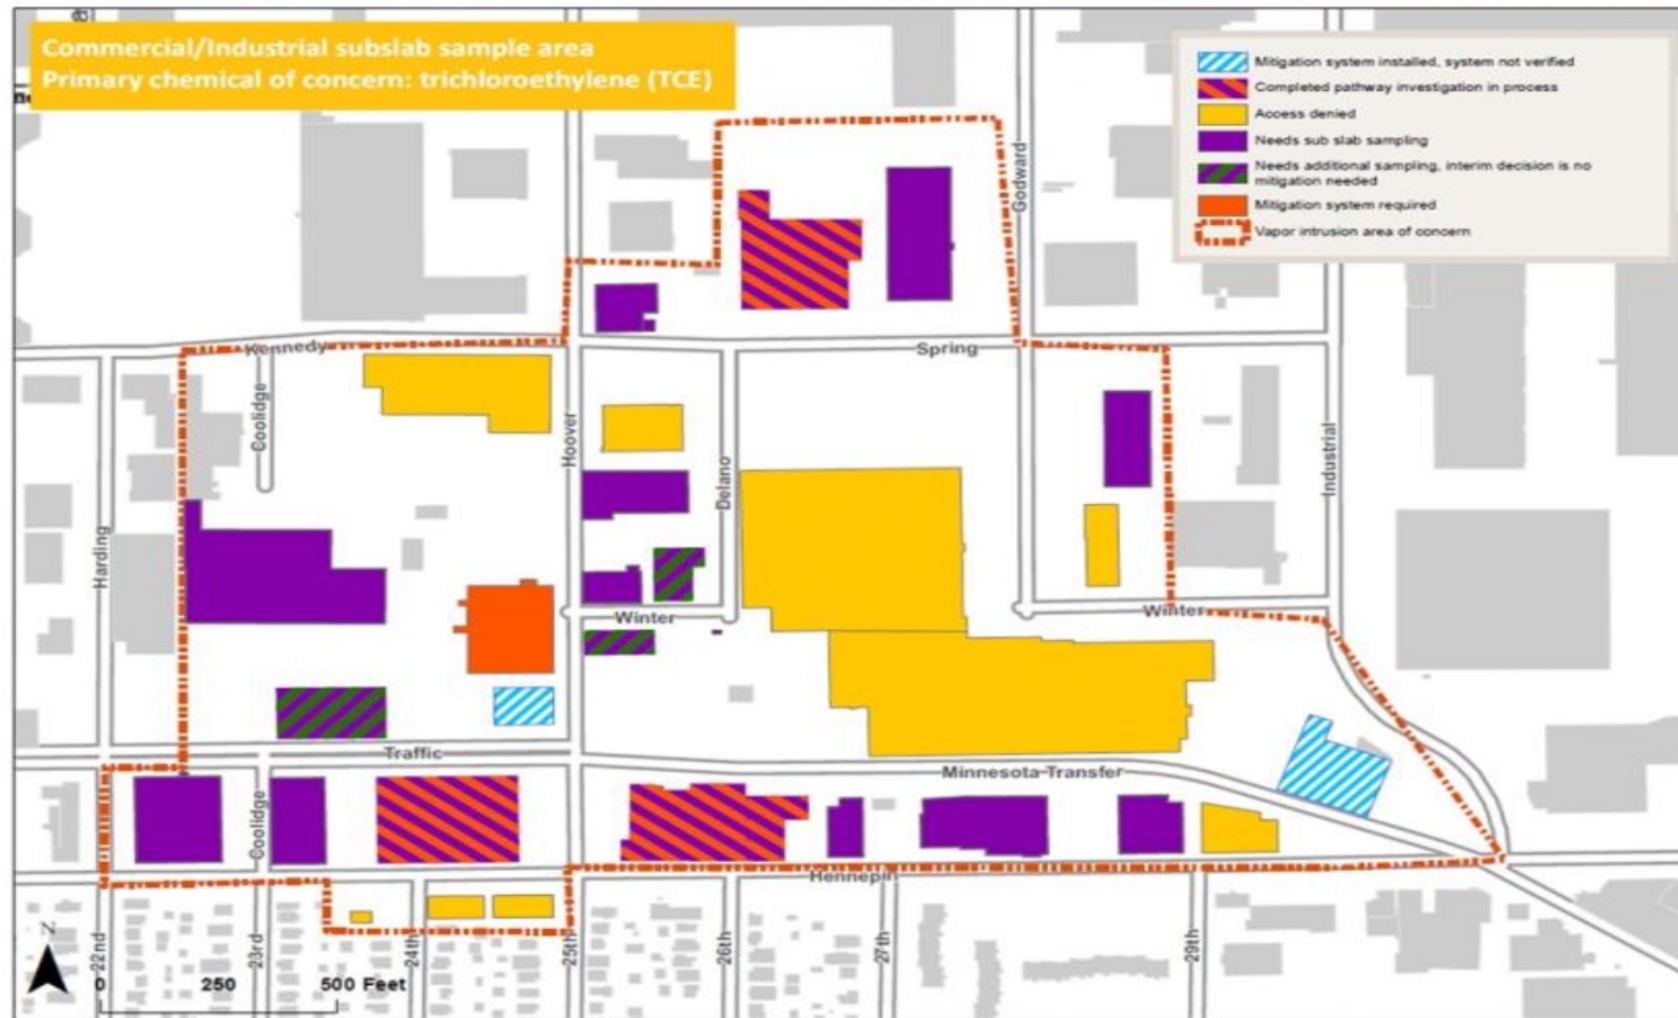 Commercial/Industrial subslab sample area
Primary chemical of concern: trichloroethylene (TCE)
Mitigation system installed, system not verified
Completed pathway investigation in process
Access denied
Needs sub slab sampling
Needs additional sampling, interim decision is no
mitigation needed
Mitigation system required
Vapor intrusion area of concern
Godward
Kennedy
Spring
Coolidge
Hoover
Delano
Industrial
Harding
Winter
Winter
Traffic
Minnesota Transfer
Coolidge
Hennepin
22nd
23rd
24th
25th
26th
27th
29th
N
0 250 500 Feet